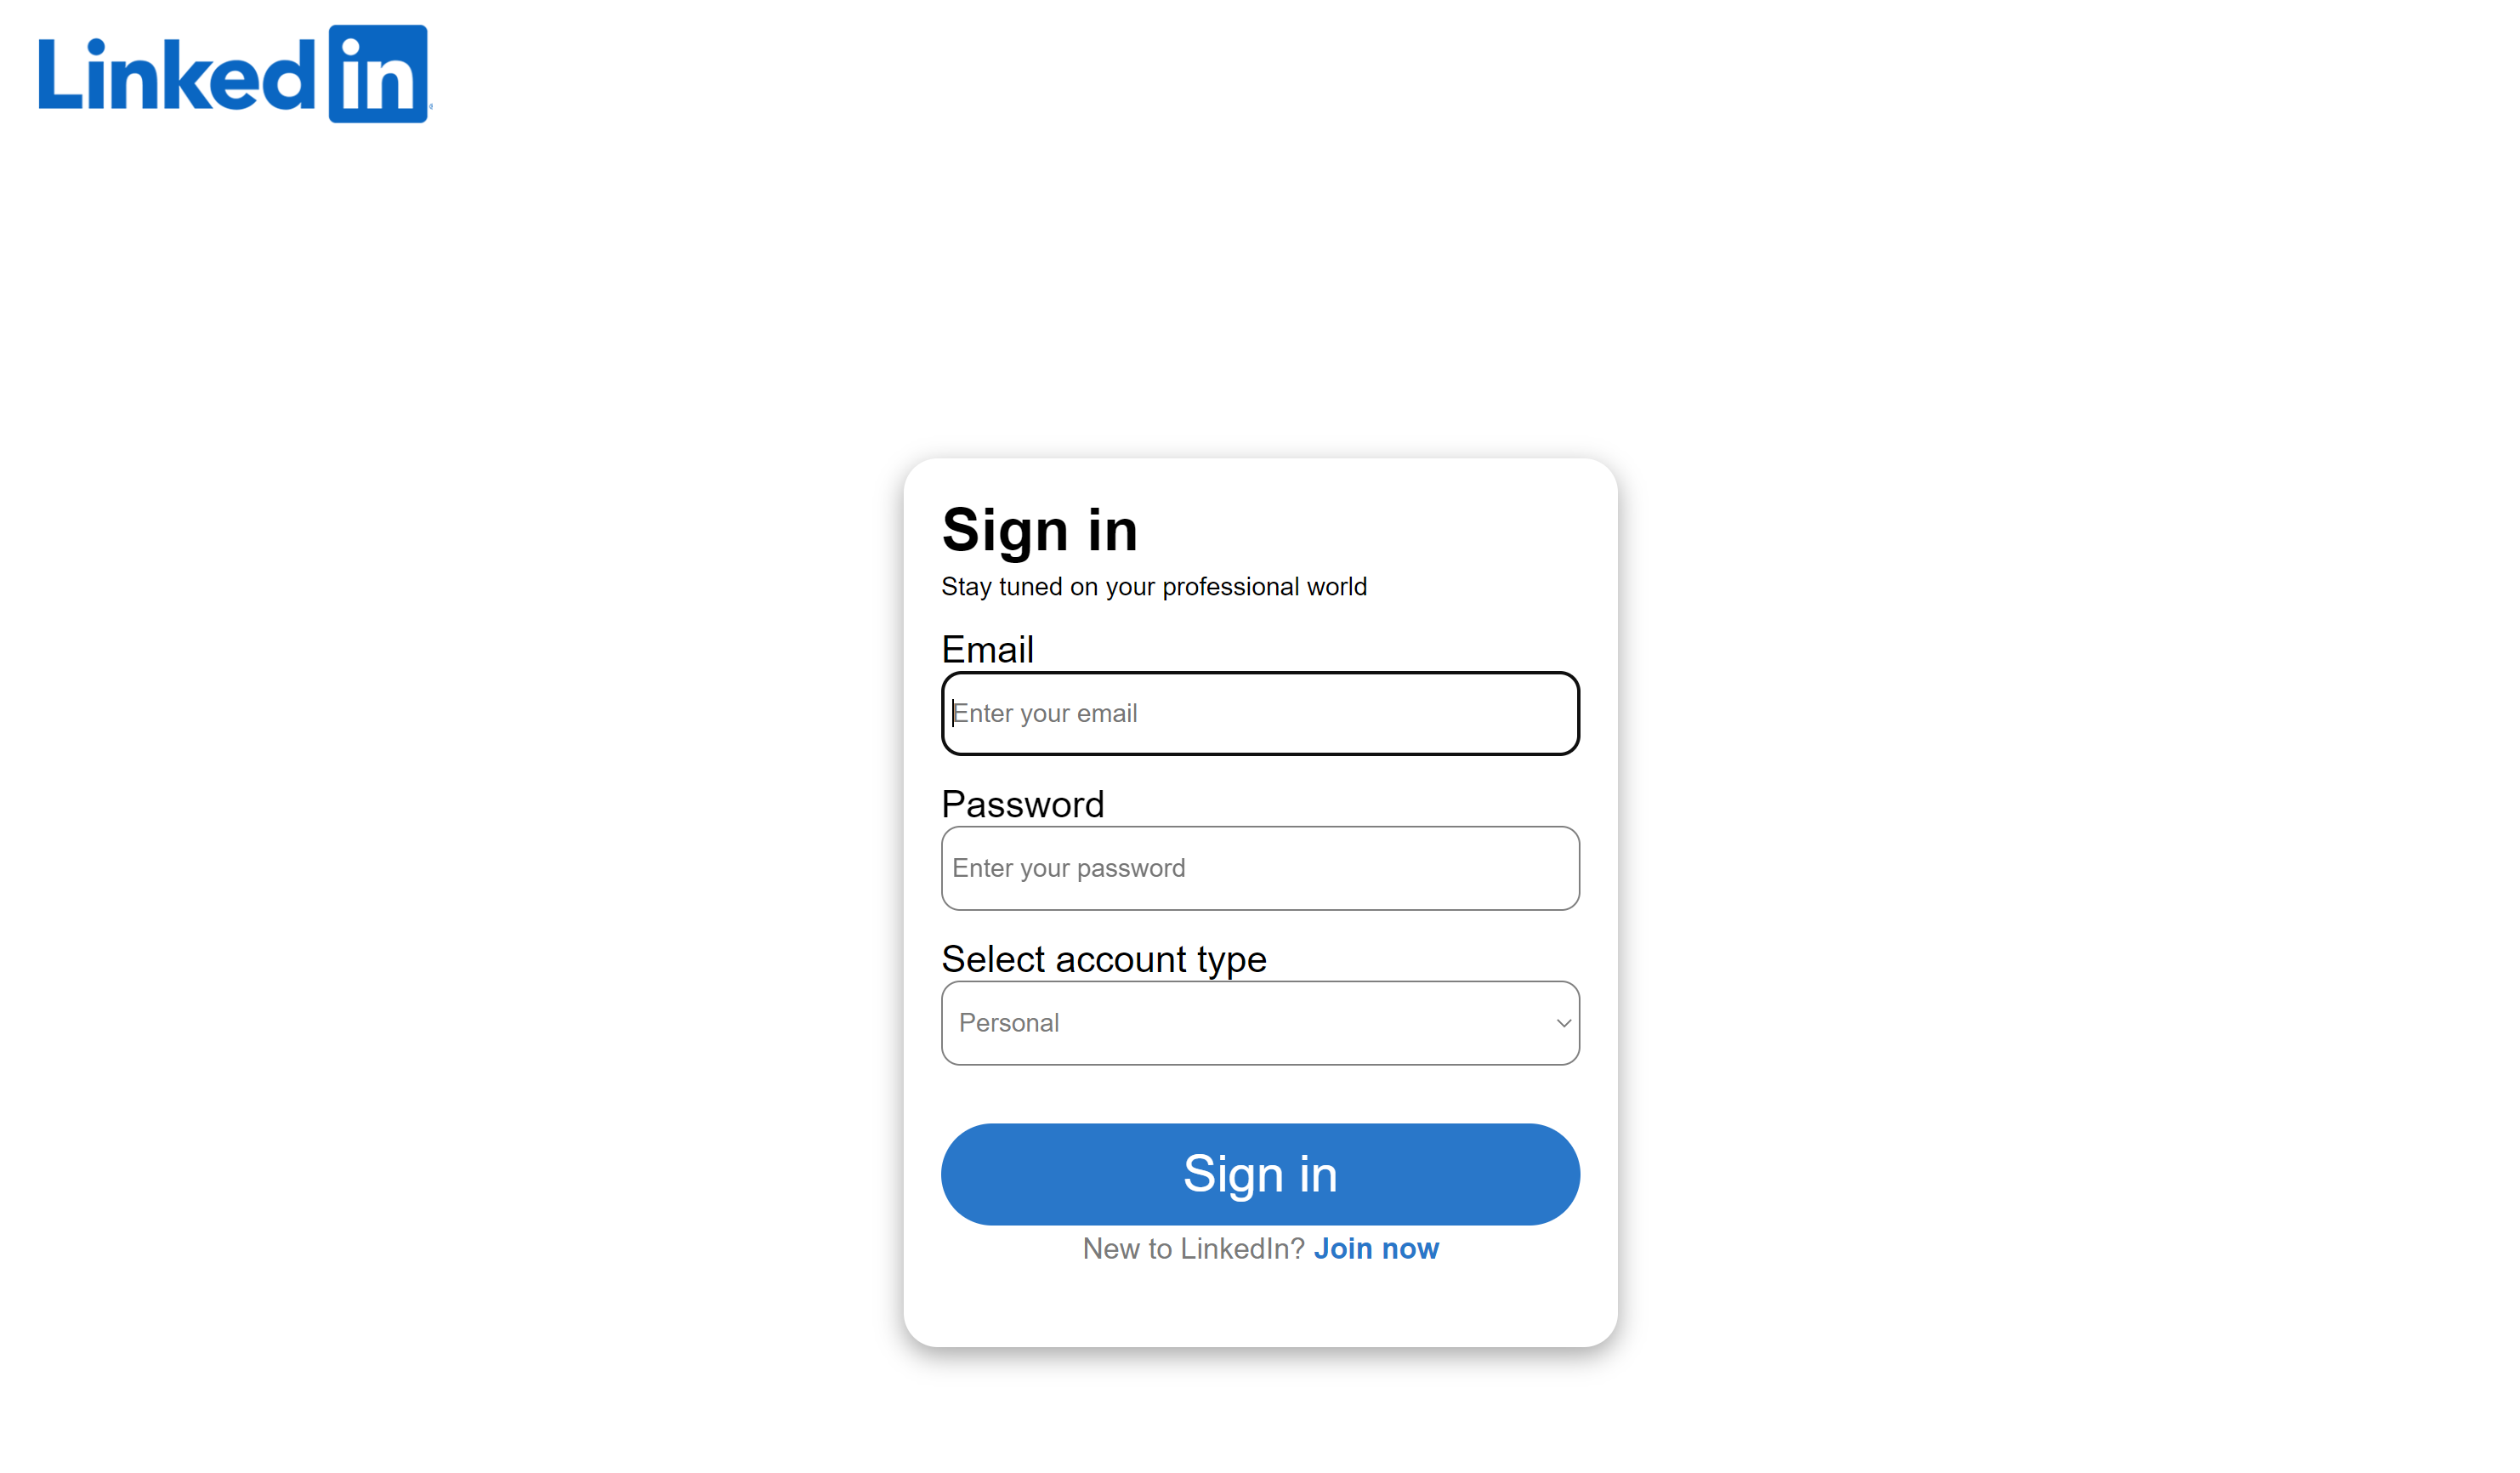 Linkedin
Sign in
Stay tuned on your professional world
Email
Enter your email
Password
Enter your password
Select account type
Personal
Sign in
New to LinkedIn? Join now